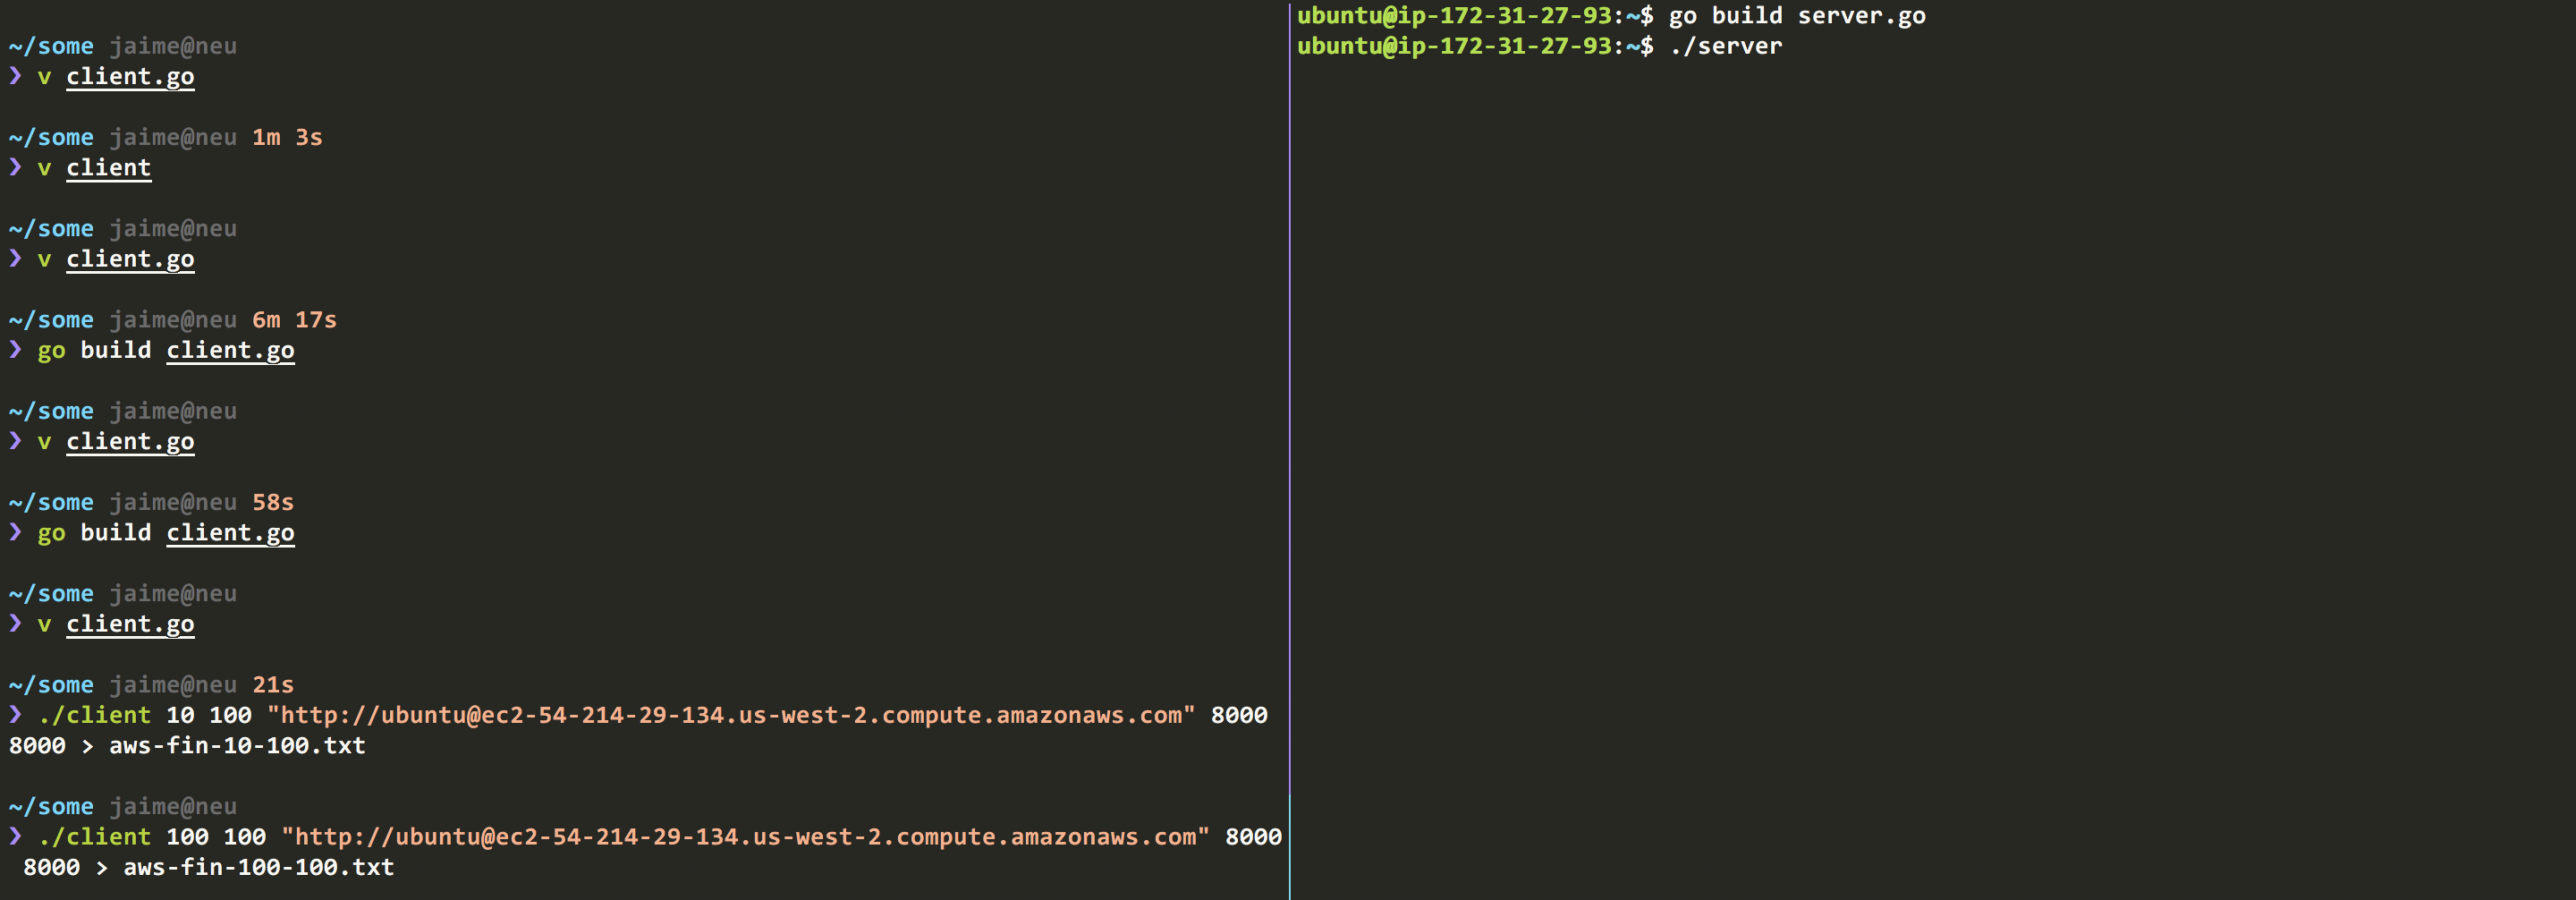 ~/some jaime@neu
❯ v client.go
~/some jaime@neu 1m 3s
❯ v client
~/some jaime@neu
❯ v client.go
~/some jaime@neu 6m 17s
❯ go build client.go
~/some jaime@neu
❯ v client.go
~/some jaime@neu 58s
❯ go build client.go
~/some jaime@neu
❯ v client.go
~/some jaime@neu 21s
❯ ./client 10 100 "http://ubuntu@ec2-54-214-29-134.us-west-2.compute.amazonaws.com" 8000
8000 > aws-fin-10-100.txt
~/some jaime@neu
❯ ./client 100 100 "http://ubuntu@ec2-54-214-29-134.us-west-2.compute.amazonaws.com" 8000
8000 > aws-fin-100-100.txt
ubuntu@ip-172-31-27-93:~$ go build server.go
ubuntu@ip-172-31-27-93:~$ ./server